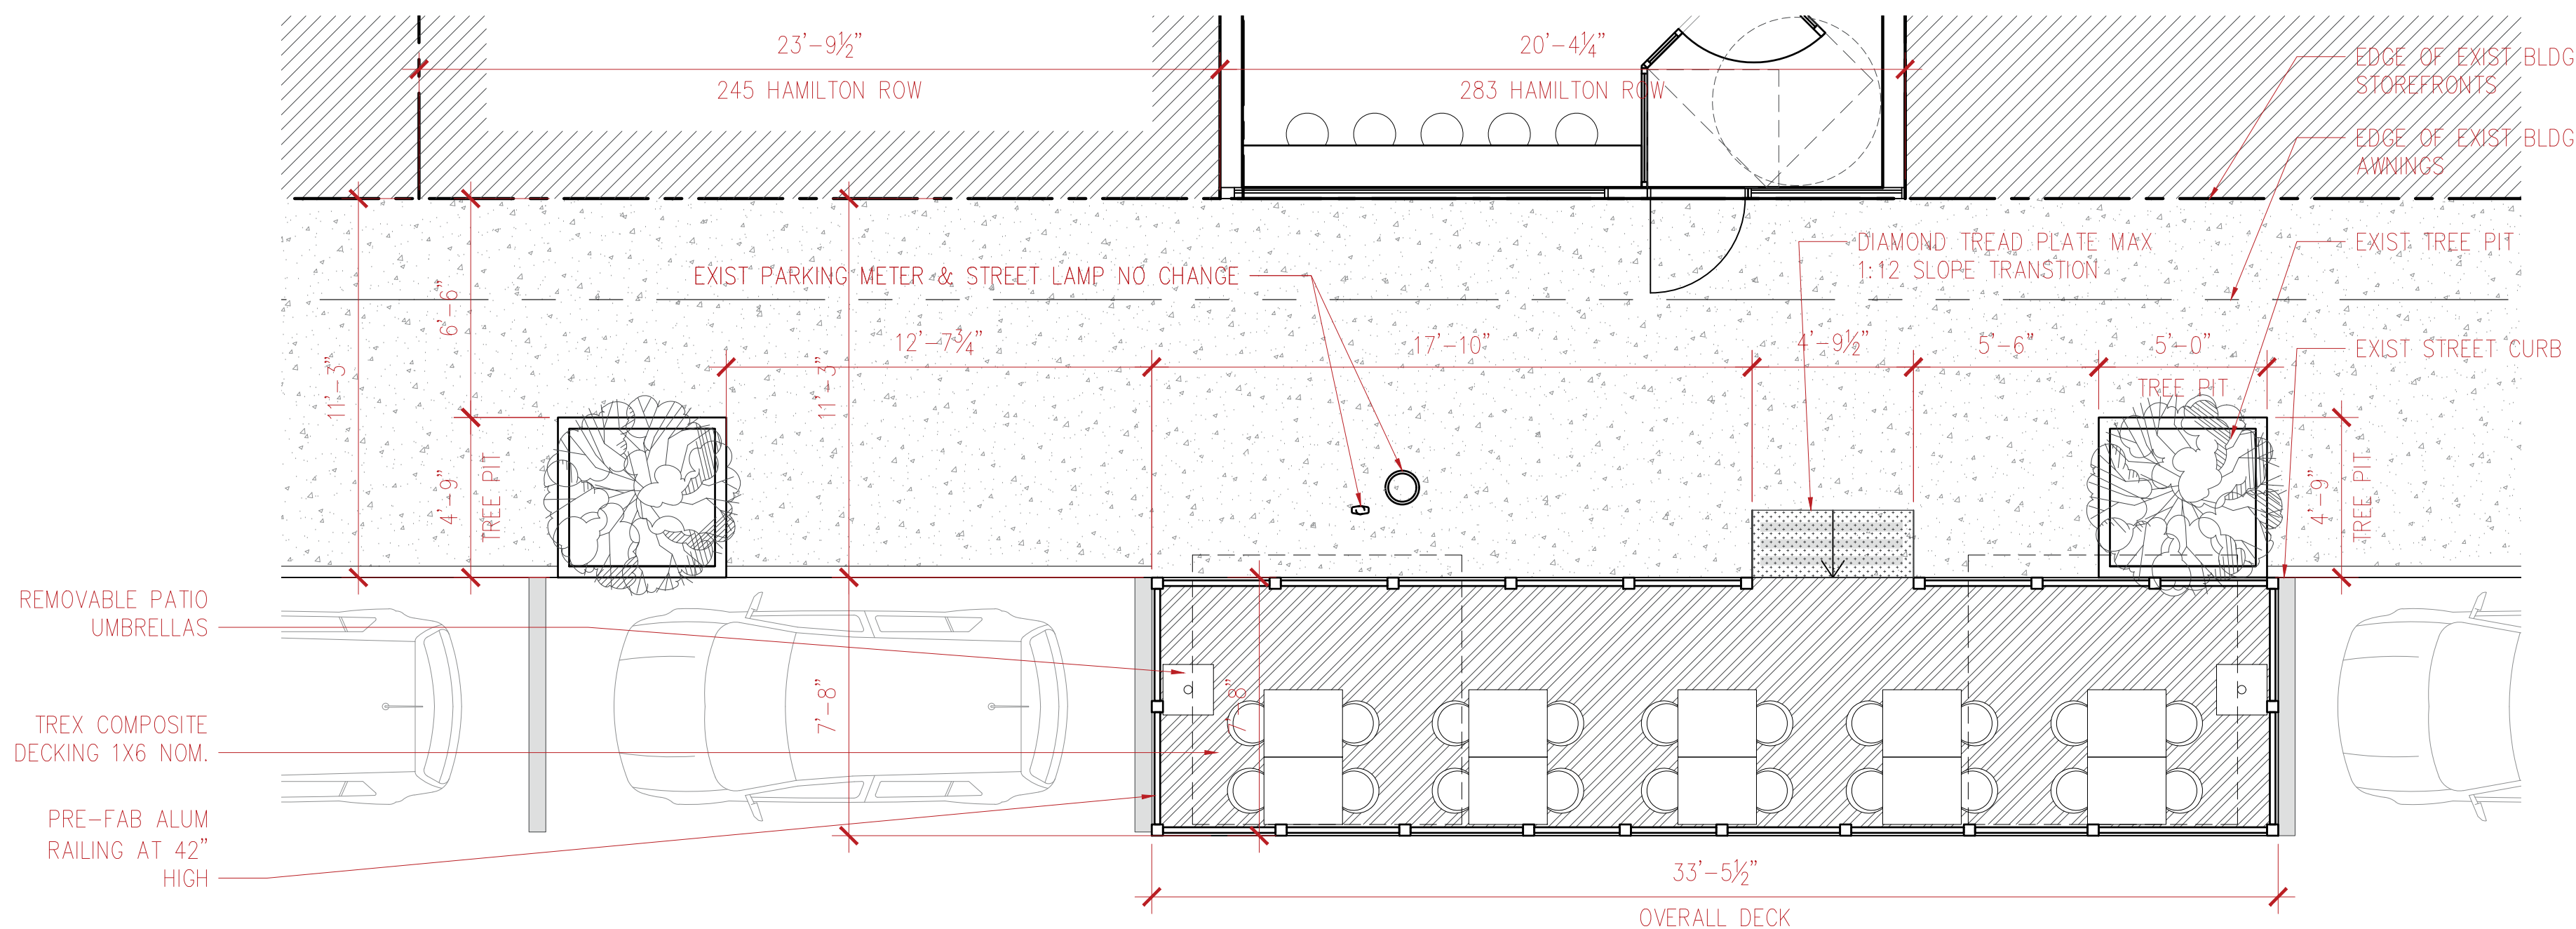 23'-9½"
245 HAMILTON ROW
20'-4¼"
283 HAMILTON ROW
EDGE OF EXIST BLDG
STOREFRONTS
EDGE OF EXIST BLDG
AWNINGS
EXIST TREE PIT
DIAMOND TREAD PLATE MAX
1:12 SLOPE TRANSTION
EXIST PARKING METER & STREET LAMP NO CHANGE
EXIST STREET CURB
11'-3"
6'-6"
11'-3"
12'-7¾"
17'-10"
4'-9½"
5'-6"
5'-0"
TREE PIT
4'-9"
TREE PIT
4'-9"
TREE PIT
REMOVABLE PATIO
UMBRELLAS
TREX COMPOSITE
DECKING 1X6 NOM.
PRE-FAB ALUM
RAILING AT 42"
HIGH
7'-8"
7'-8"
33'-5½"
OVERALL DECK